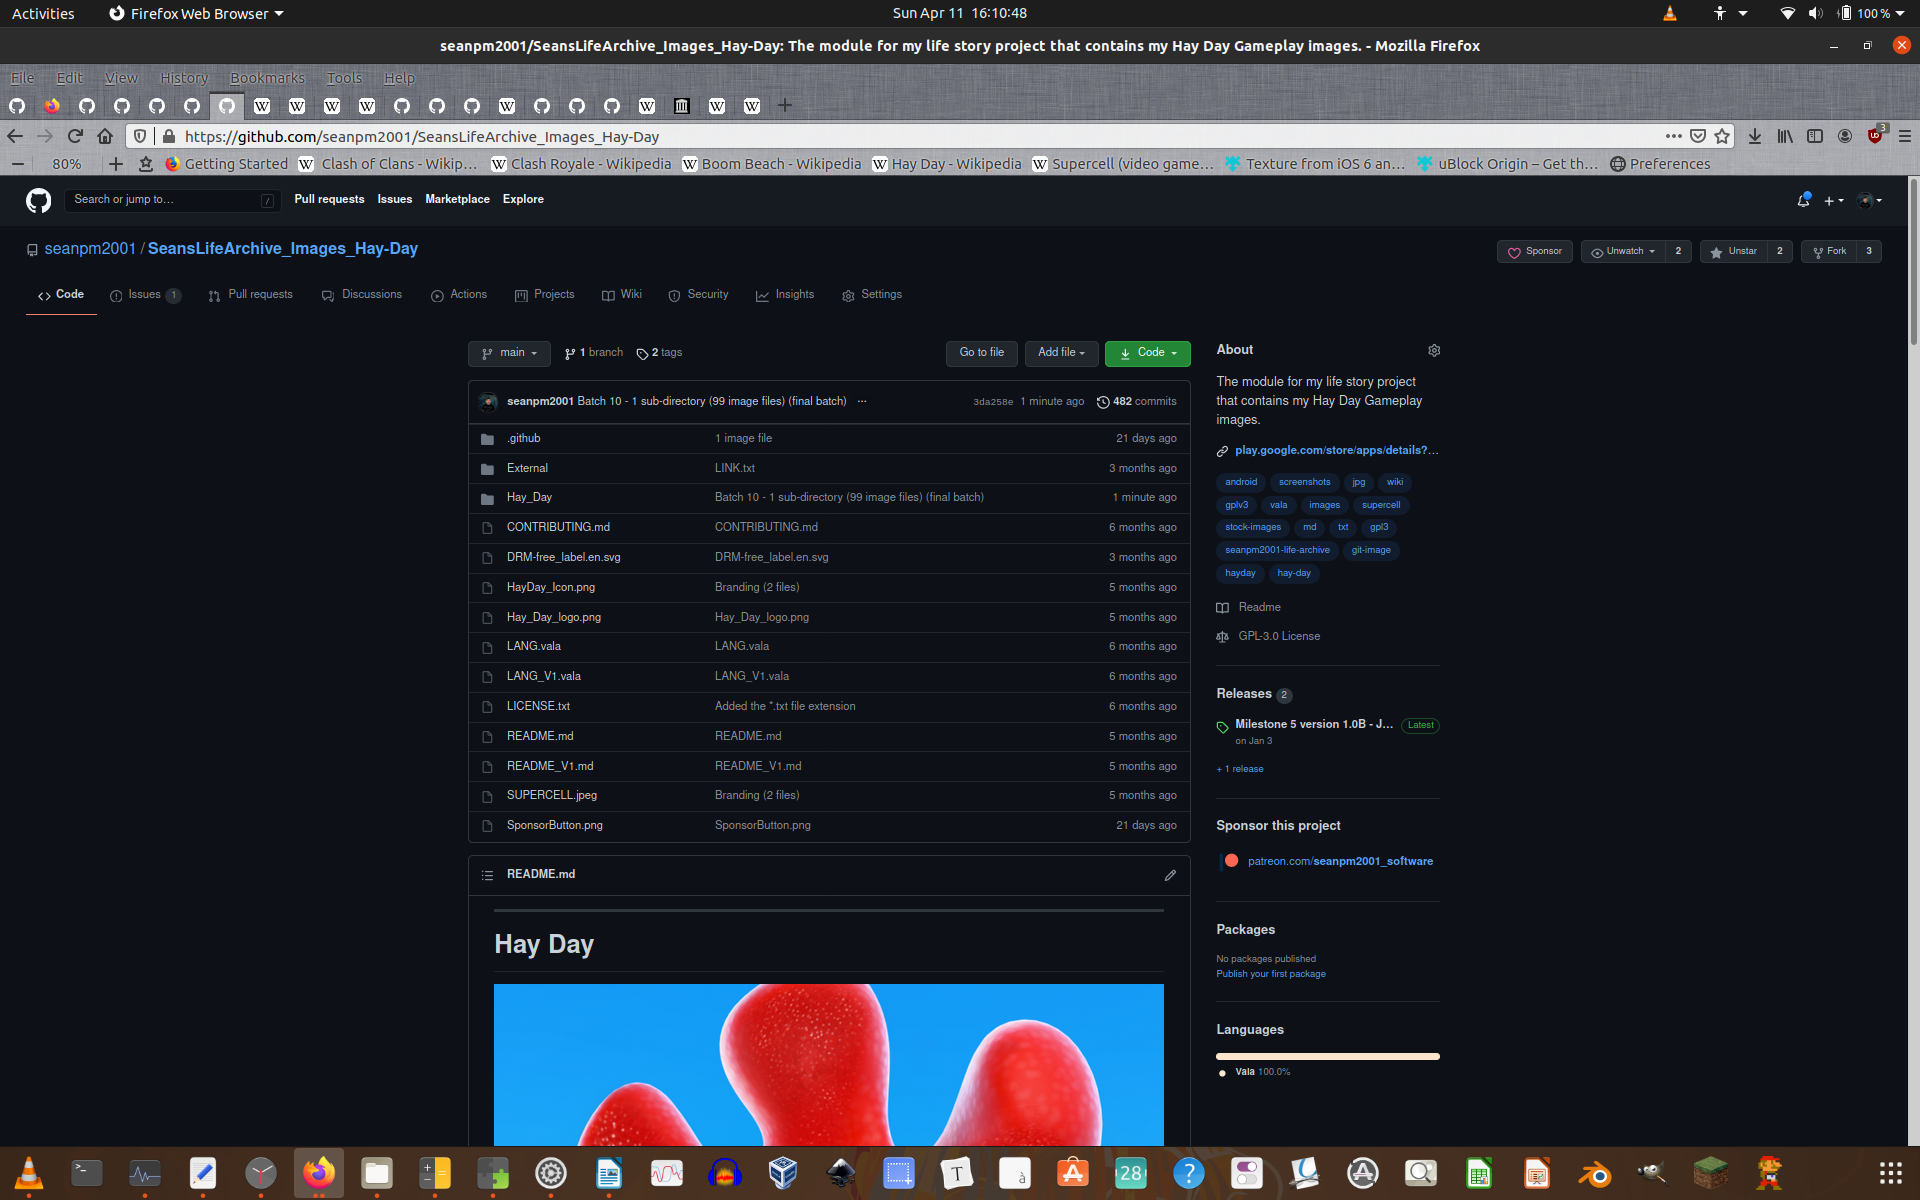 Activities
Firefox Web Browser
Sun Apr 11 16:10:48
100 %
seanpm2001/SeansLifeArchive_Images_Hay-Day: The module for my life story project that contains my Hay Day Gameplay images. - Mozilla Firefox
File Edit View History Bookmarks Tools Help
https://github.com/seanpm2001/SeansLifeArchive_Images_Hay-Day
3
80%
Getting Started
Clash of Clans - Wikip…
Clash Royale - Wikipedia
Boom Beach - Wikipedia
Hay Day - Wikipedia
Supercell (video game…
Texture from iOS 6 an…
uBlock Origin – Get th…
Preferences
Search or jump to…
/
Pull requests Issues Marketplace Explore
seanpm2001 / SeansLifeArchive_Images_Hay-Day
Sponsor
Unwatch 2
Unstar 2
Fork 3
Code
Issues 1
Pull requests
Discussions
Actions
Projects
Wiki
Security
Insights
Settings
main
1 branch
2 tags
Go to file
Add file
Code
seanpm2001 Batch 10 - 1 sub-directory (99 image files) (final batch) ... 3da258e 1 minute ago 482 commits
.github 1 image file 21 days ago
External LINK.txt 3 months ago
Hay_Day Batch 10 - 1 sub-directory (99 image files) (final batch) 1 minute ago
CONTRIBUTING.md CONTRIBUTING.md 6 months ago
DRM-free_label.en.svg DRM-free_label.en.svg 3 months ago
HayDay_Icon.png Branding (2 files) 5 months ago
Hay_Day_logo.png Hay_Day_logo.png 5 months ago
LANG.vala LANG.vala 6 months ago
LANG_V1.vala LANG_V1.vala 6 months ago
LICENSE.txt Added the *.txt file extension 6 months ago
README.md README.md 5 months ago
README_V1.md README_V1.md 5 months ago
SUPERCELL.jpeg Branding (2 files) 5 months ago
SponsorButton.png SponsorButton.png 21 days ago
README.md
Hay Day
About
The module for my life story project
that contains my Hay Day Gameplay
images.
play.google.com/store/apps/details?…
android screenshots jpg wiki
gplv3 vala images supercell
stock-images md txt gpl3
seanpm2001-life-archive git-image
hayday hay-day
Readme
GPL-3.0 License
Releases 2
Milestone 5 version 1.0B - J… Latest
on Jan 3
+ 1 release
Sponsor this project
patreon.com/seanpm2001_software
Packages
No packages published
Publish your first package
Languages
Vala 100.0%